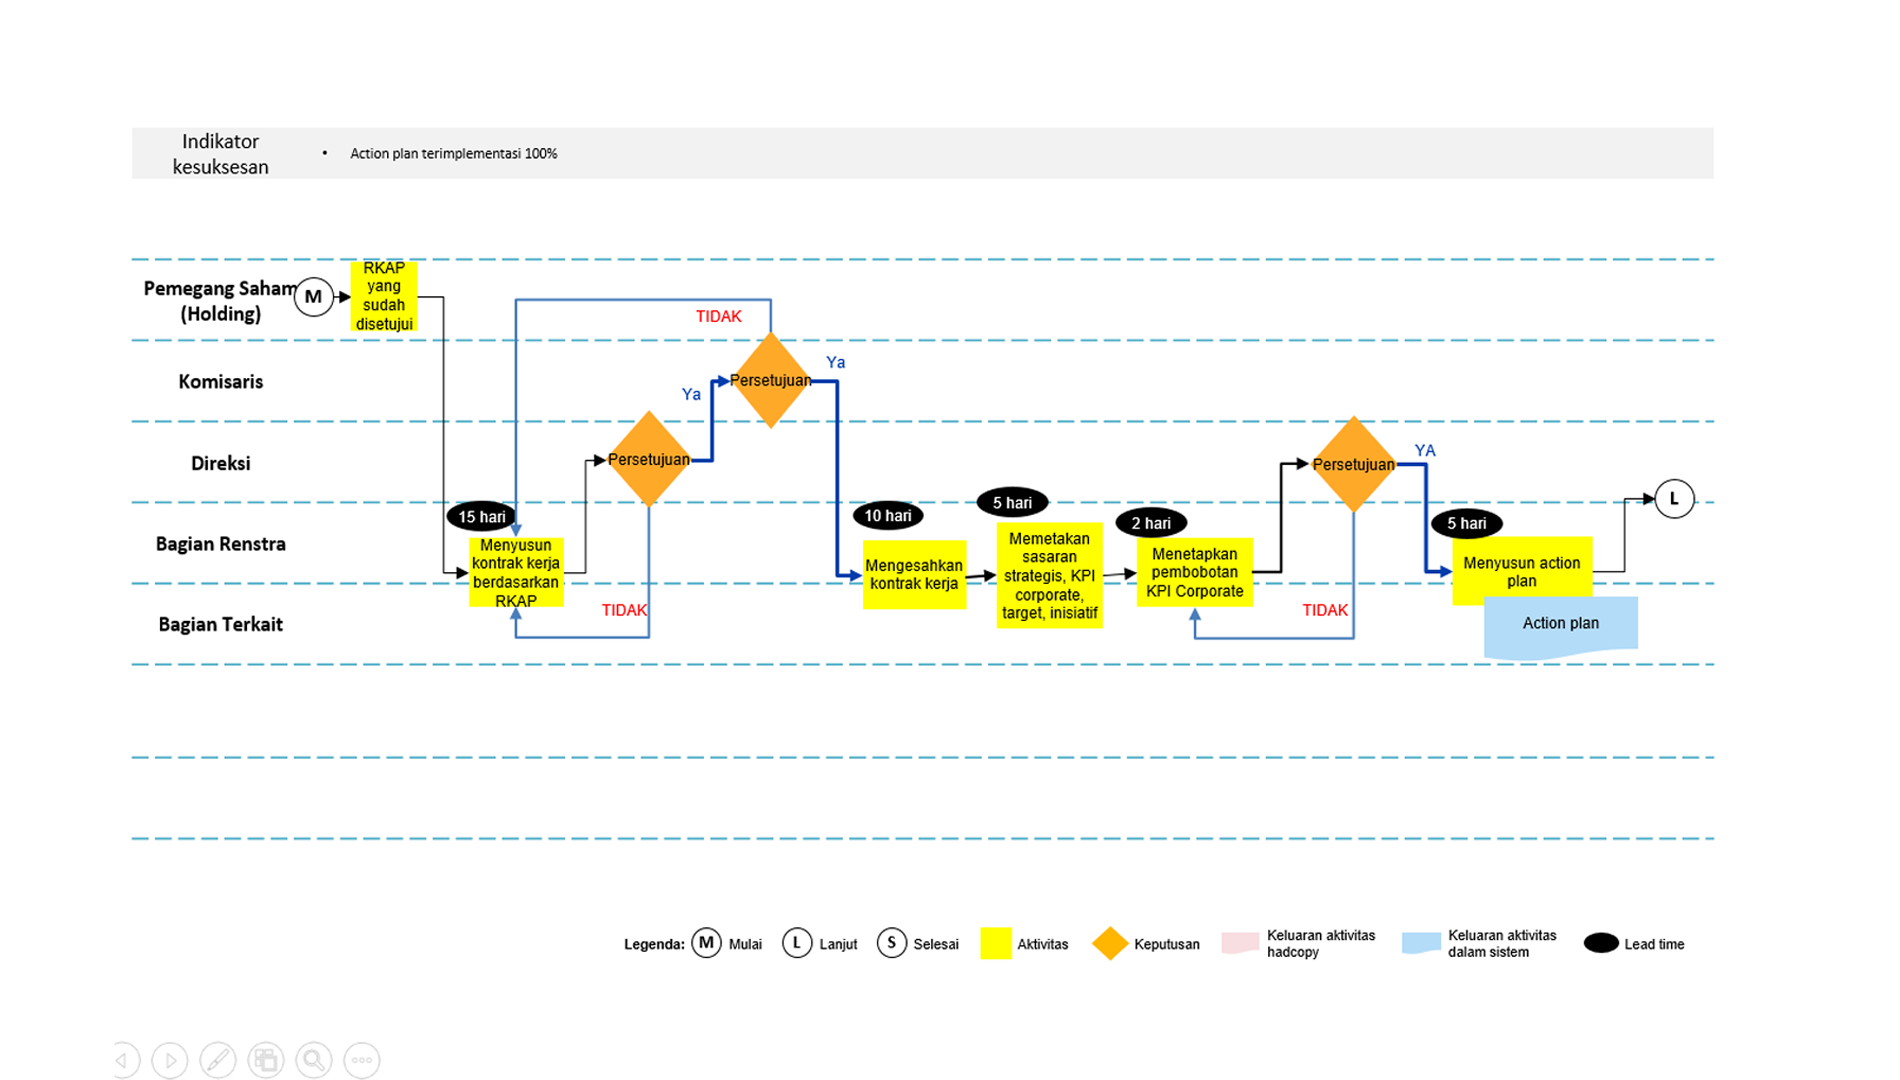 Indikator
kesuksesan
• Action plan terimplementasi 100%
Pemegang Saham
(Holding)
M
RKAP
yang
sudah
disetujui
TIDAK
Komisaris
Persetujuan
Ya
Ya
Direksi
Persetujuan
Persetujuan
YA
Bagian Renstra
15 hari
Menyusun
kontrak kerja
berdasarkan
RKAP
10 hari
Mengesahkan
kontrak kerja
5 hari
Memetakan
sasaran
strategis, KPI
corporate,
target, inisiatif
2 hari
Menetapkan
pembobotan
KPI Corporate
5 hari
Menyusun action
plan
L
Bagian Terkait
TIDAK
TIDAK
Action plan
Legenda:
M Mulai
L Lanjut
S Selesai
Aktivitas
Keputusan
Keluaran aktivitas
hadcopy
Keluaran aktivitas
dalam sistem
Lead time